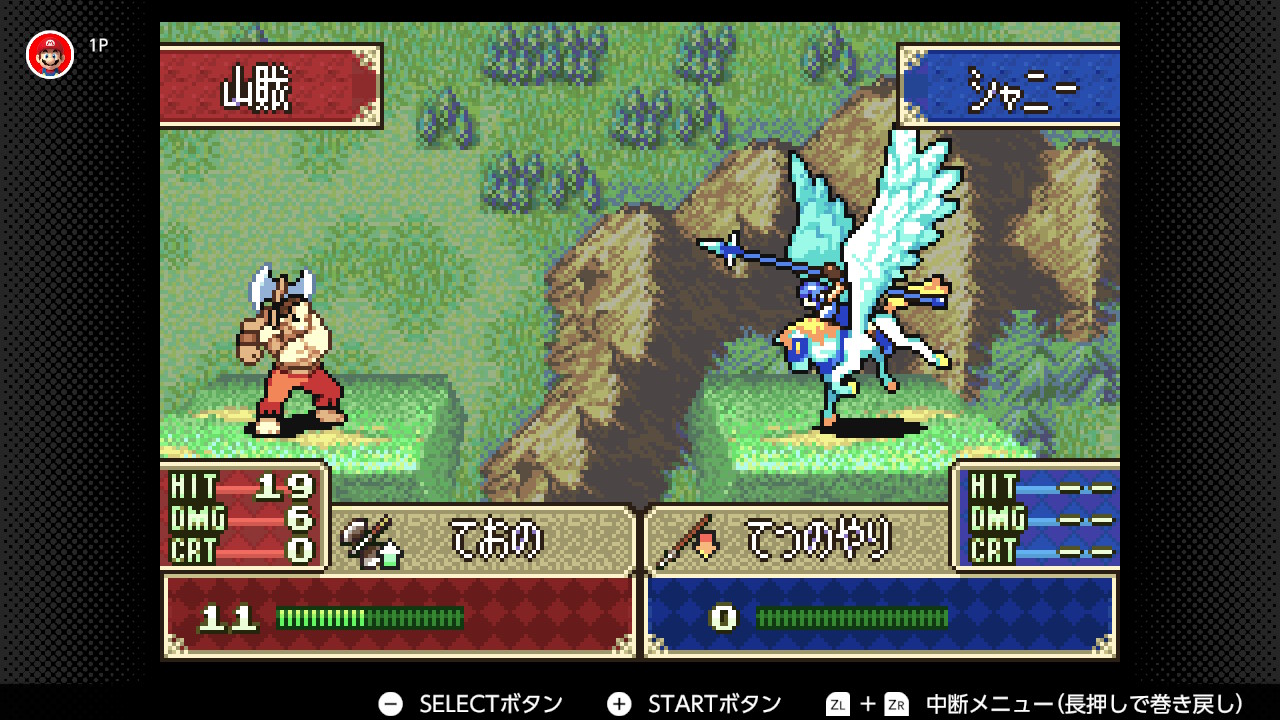 1P
山賊
シャニー
HIT 19
DMG 6
CRT 0
ておの
てつのやり
HIT --
DMG --
CRT --
11
0
SELECTボタン
STARTボタン
ZL + ZR 中断メニュー(長押しで巻き戻し)